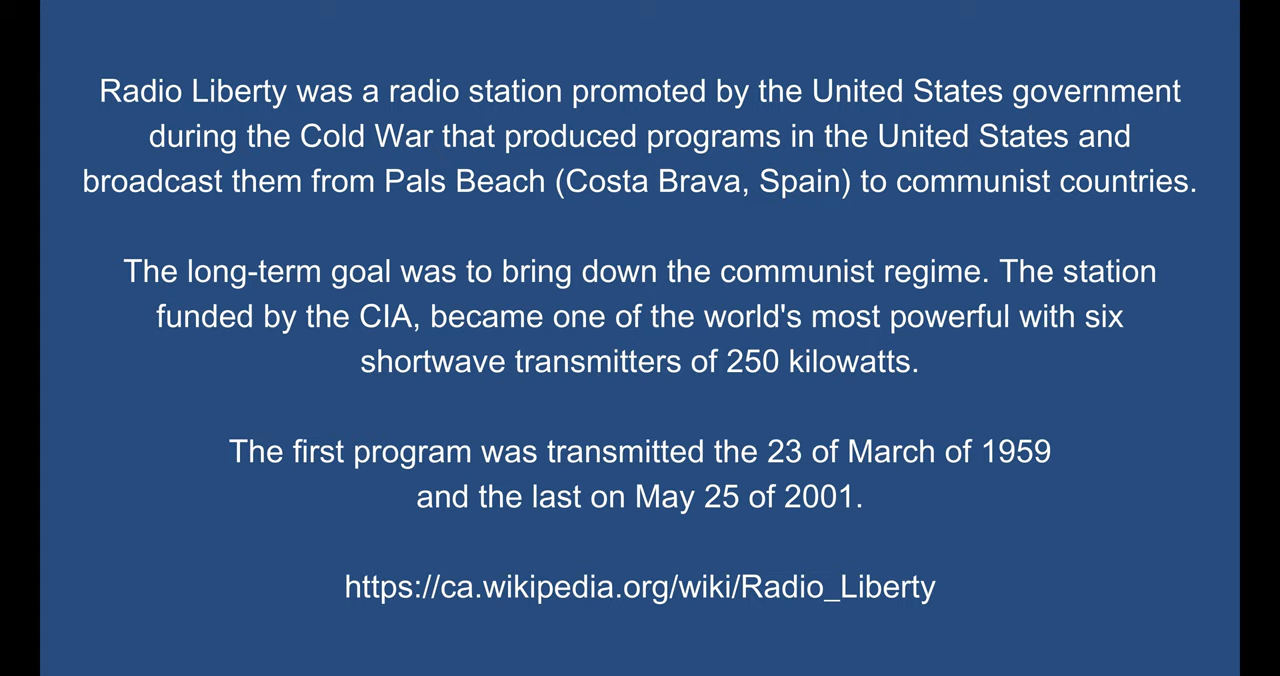 Radio Liberty was a radio station promoted by the United States government
during the Cold War that produced programs in the United States and
broadcast them from Pals Beach (Costa Brava, Spain) to communist countries.
The long-term goal was to bring down the communist regime. The station
funded by the CIA, became one of the world's most powerful with six
shortwave transmitters of 250 kilowatts.
The first program was transmitted the 23 of March of 1959
and the last on May 25 of 2001.
https://ca.wikipedia.org/wiki/Radio_Liberty